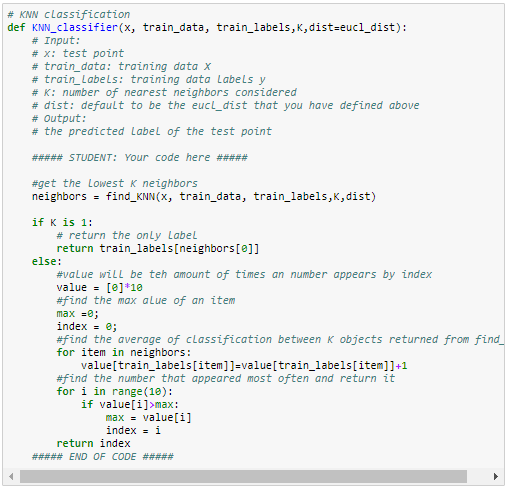 # KNN classification
def KNN_classifier(x, train_data, train_labels,K,dist=eucl_dist):
# Input:
# x: test point
# train_data: training data X
# train_labels: training data labels y
# K: number of nearest neighbors considered
# dist: default to be the eucl_dist that you have defined above
# Output:
# the predicted label of the test point
##### STUDENT: Your code here #####
#get the lowest K neighbors
neighbors = find_KNN(x, train_data, train_labels,K,dist)
if K is 1:
# return the only label
return train_labels[neighbors[0]]
else:
#value will be teh amount of times an number appears by index
value = [0]*10
#find the max alue of an item
max =0;
index = 0;
#find the average of classification between K objects returned from find_
for item in neighbors:
value[train_labels[item]]=value[train_labels[item]]+1
#find the number that appeared most often and return it
for i in range(10):
if value[i]>max:
max = value[i]
index = i
return index
##### END OF CODE #####